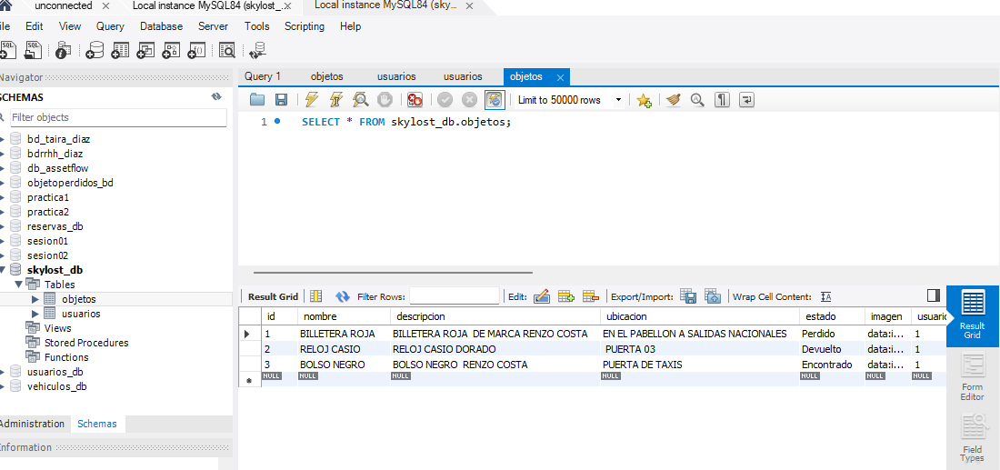 unconnected Local instance MySQL84 (skylost_... Local instance MySQL84 (sky...
ile Edit View Query Database Server Tools Scripting Help
Navigator
SCHEMAS
Filter objects
bd_taira_diaz
bdrrhh_diaz
db_assetflow
objetoperdidos_bd
practica1
practica2
reservas_db
sesion01
sesion02
skylost_db
Tables
objetos
usuarios
Views
Stored Procedures
Functions
usuarios_db
vehiculos_db
Administration Schemas
Information
Query 1 objetos usuarios usuarios objetos
Limit to 50000 rows
1 SELECT * FROM skylost_db.objetos;
Result Grid Filter Rows: Edit: Export/Import: Wrap Cell Content:
id nombre descripcion ubicacion estado imagen usuario
1 BILLETERA ROJA BILLETERA ROJA DE MARCA RENZO COSTA EN EL PABELLON A SALIDAS NACIONALES Perdido data:i... 1
2 RELOJ CASIO RELOJ CASIO DORADO PUERTA 03 Devuelto data:i... 1
3 BOLSO NEGRO BOLSO NEGRO RENZO COSTA PUERTA DE TAXIS Encontrado data:i... 1
NULL NULL NULL NULL NULL NULL NULL
Result
Grid
Form
Editor
Field
Types